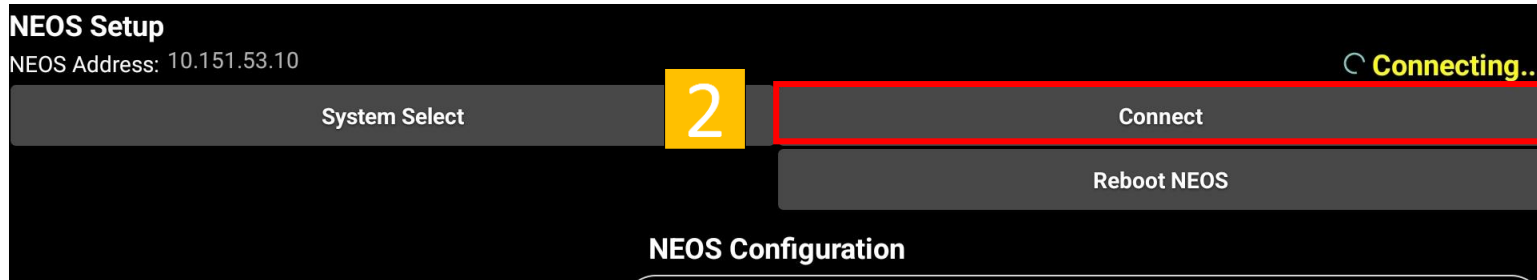 NEOS Setup
NEOS Address: 10.151.53.10
Connecting..
System Select
2
Connect
Reboot NEOS
NEOS Configuration